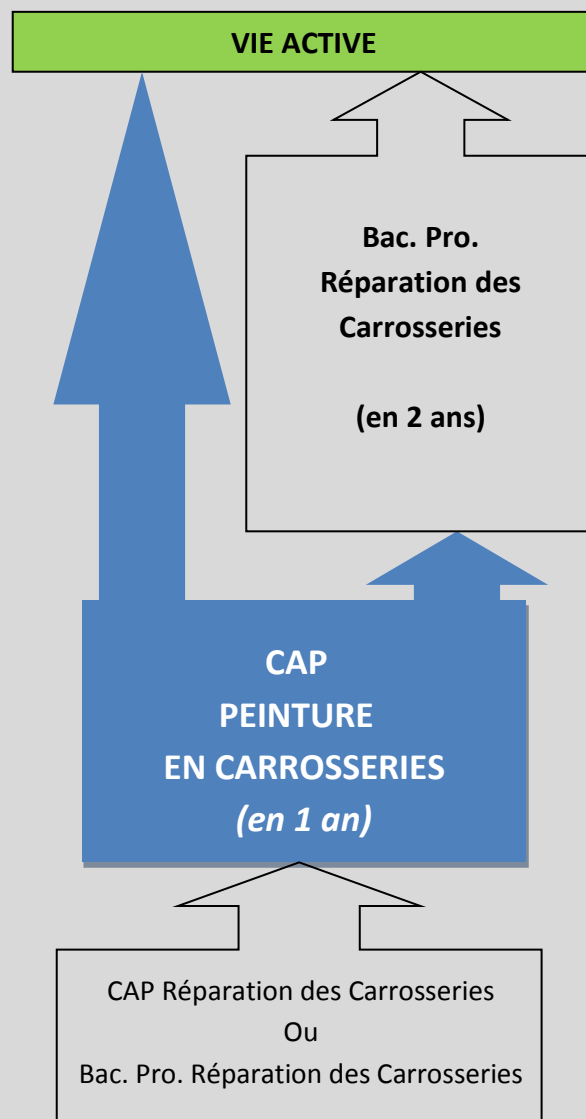 VIE ACTIVE
Bac. Pro.
Réparation des
Carrosseries
(en 2 ans)
CAP
PEINTURE
EN CARROSSERIES
(en 1 an)
CAP Réparation des Carrosseries
Ou
Bac. Pro. Réparation des Carrosseries